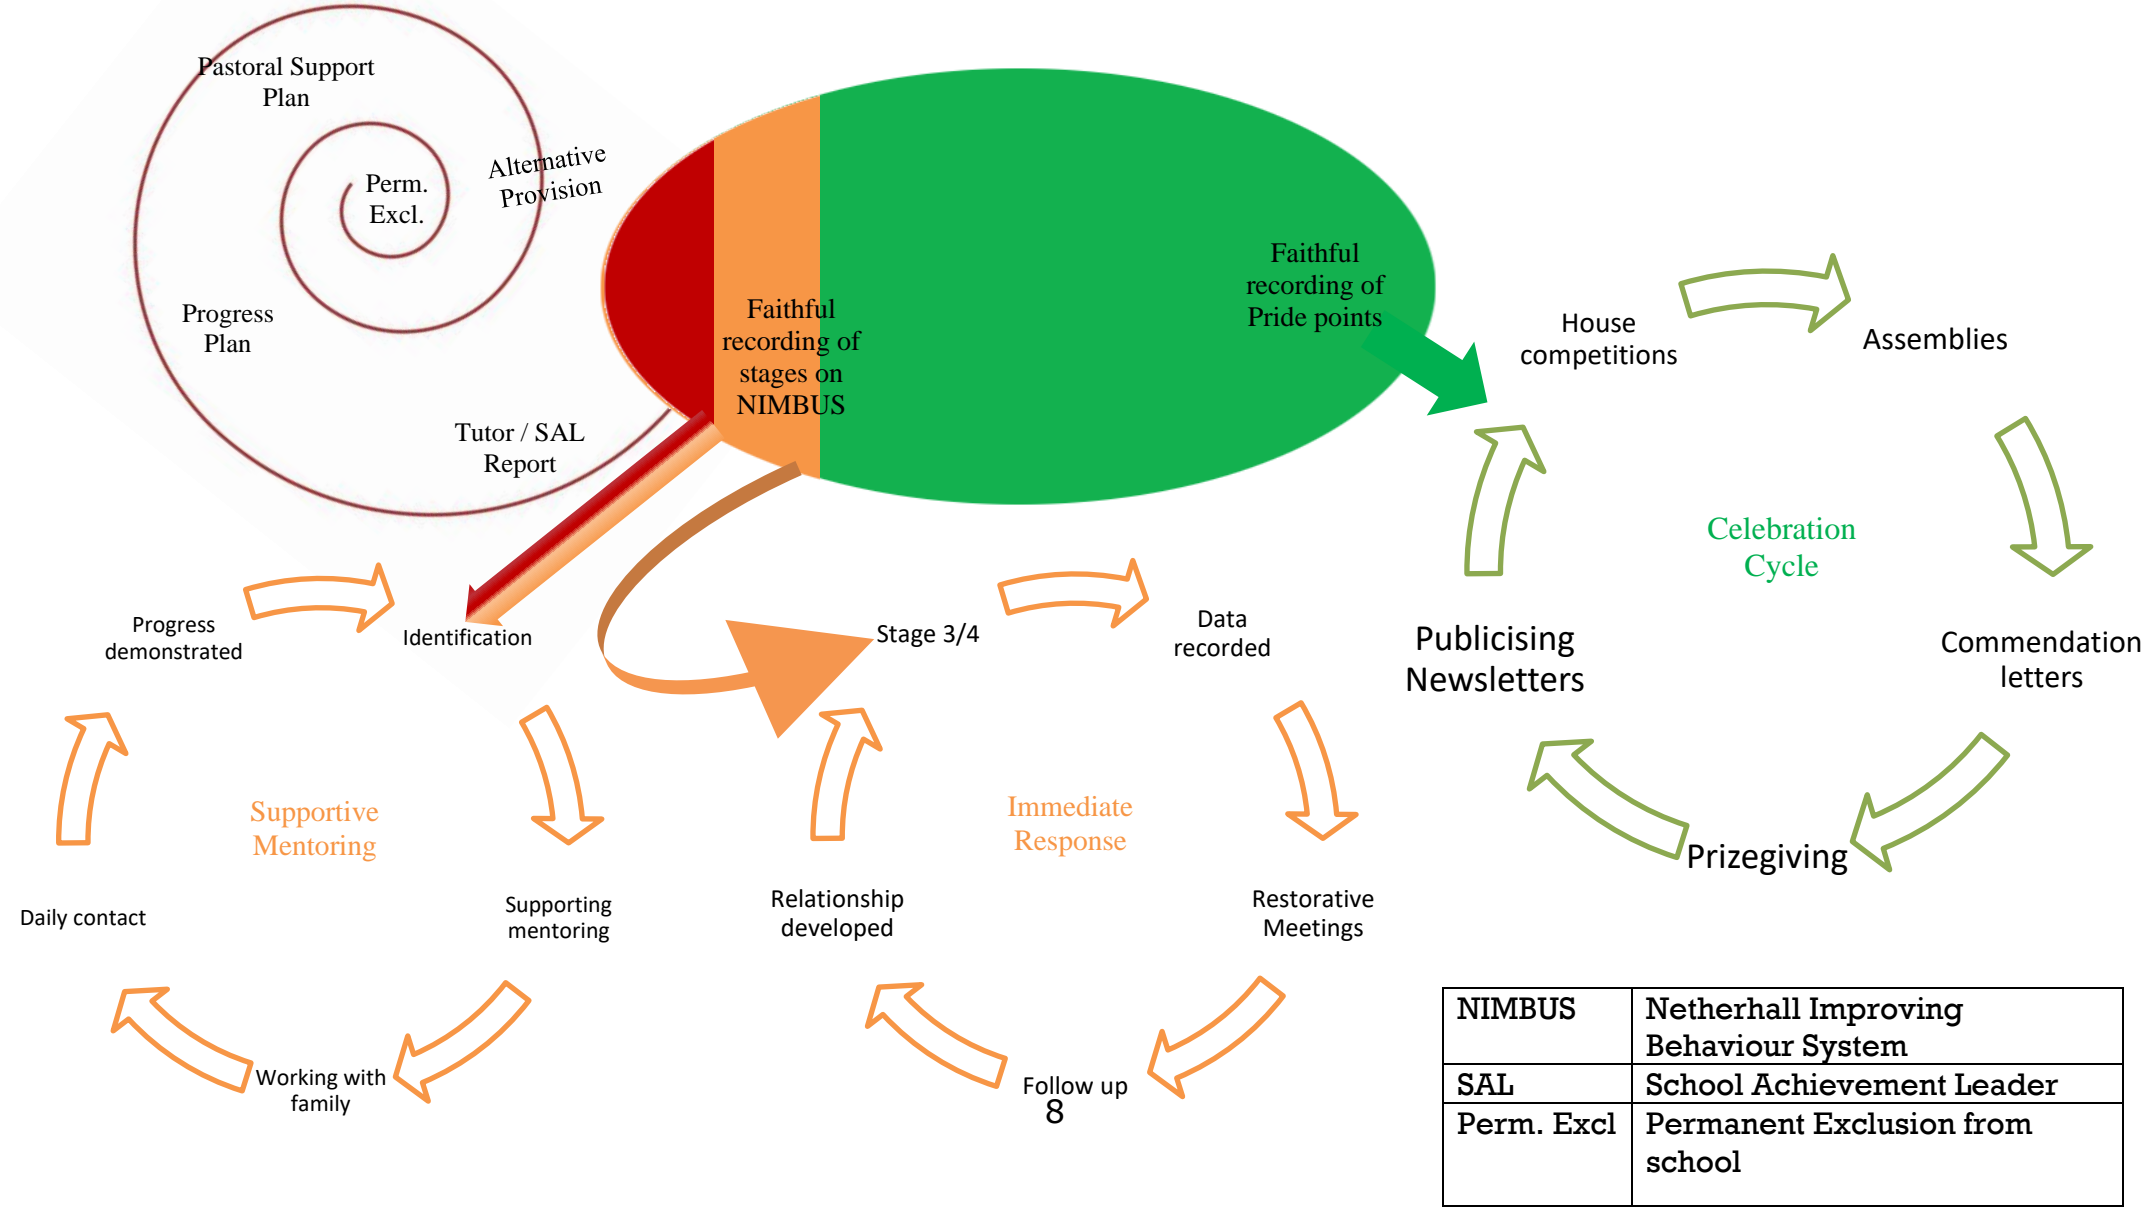 Pastoral Support
Plan
Alternative
Provision
Perm.
Excl.
Progress
Plan
Tutor / SAL
Report
Faithful
recording of
stages on
NIMBUS
Faithful
recording of
Pride points
House
competitions
Assemblies
Commendation
letters
Prizegiving
Publicising
Newsletters
Celebration
Cycle
Progress
demonstrated
Identification
Supporting
mentoring
Working with
family
Daily contact
Supportive
Mentoring
Stage 3/4
Data
recorded
Restorative
Meetings
Follow up
Relationship
developed
Immediate
Response
8
NIMBUS
Netherhall Improving
Behaviour System
SAL
School Achievement Leader
Perm. Excl
Permanent Exclusion from
school